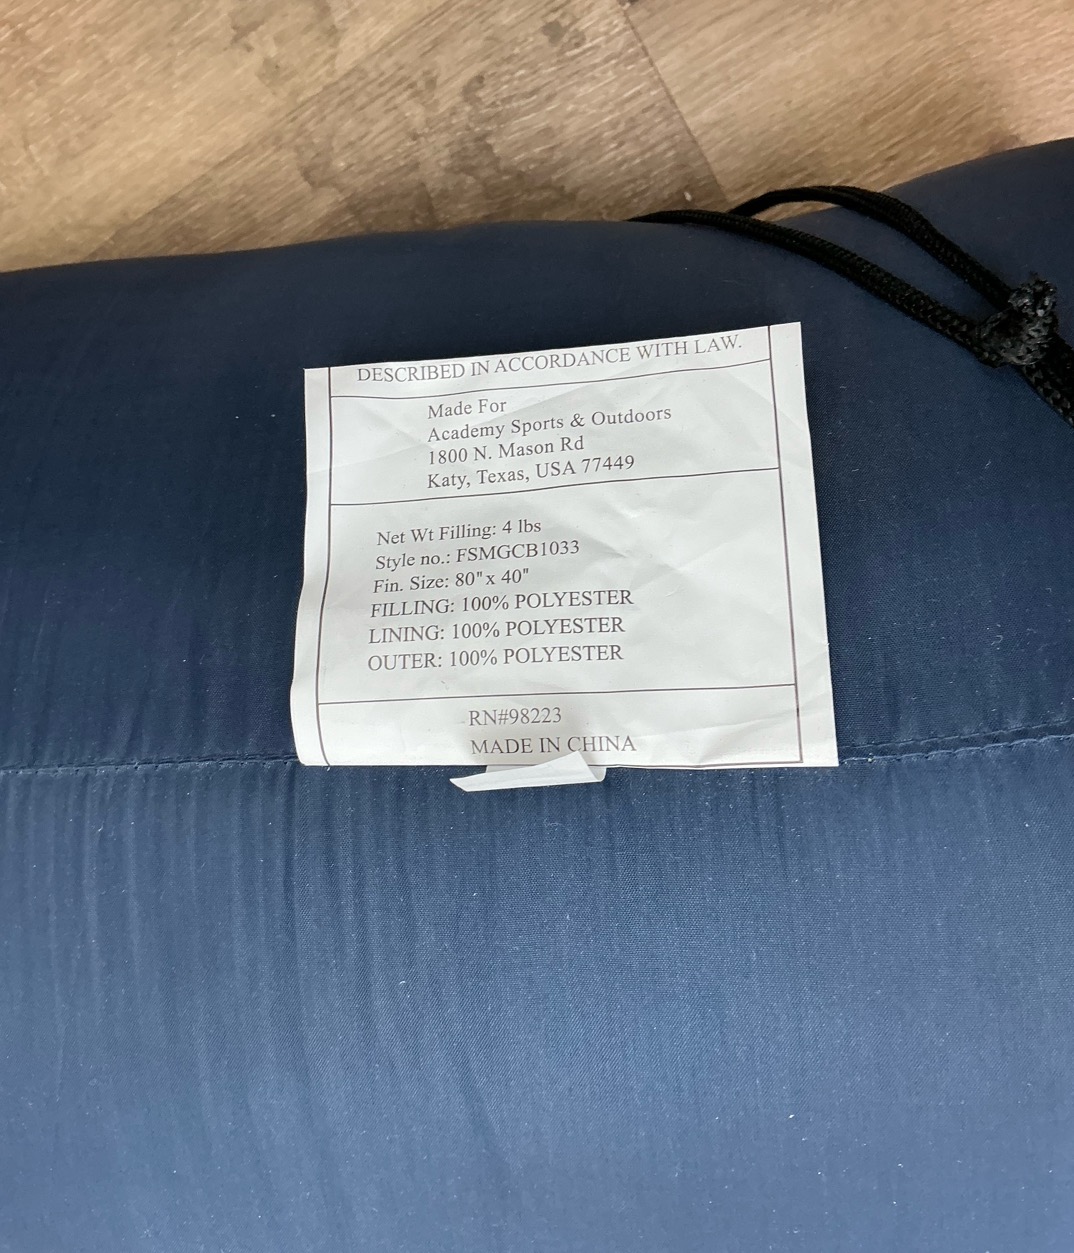 DESCRIBED IN ACCORDANCE WITH LAW.
Made For
Academy Sports & Outdoors
1800 N. Mason Rd
Katy, Texas, USA 77449
Net Wt Filling: 4 lbs
Style no.: FSMGCB1033
Fin. Size: 80" x 40"
FILLING: 100% POLYESTER
LINING: 100% POLYESTER
OUTER: 100% POLYESTER
RN#98223
MADE IN CHINA